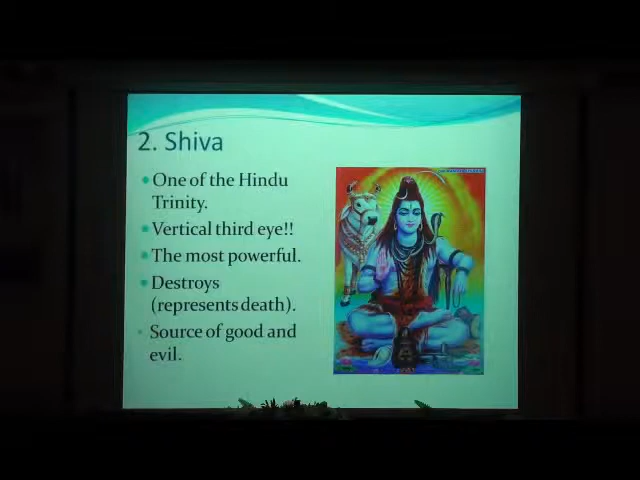 2. Shiva
One of the Hindu
Trinity.
Vertical third eye!!
The most powerful.
Destroys
(represents death).
Source of good and
evil.